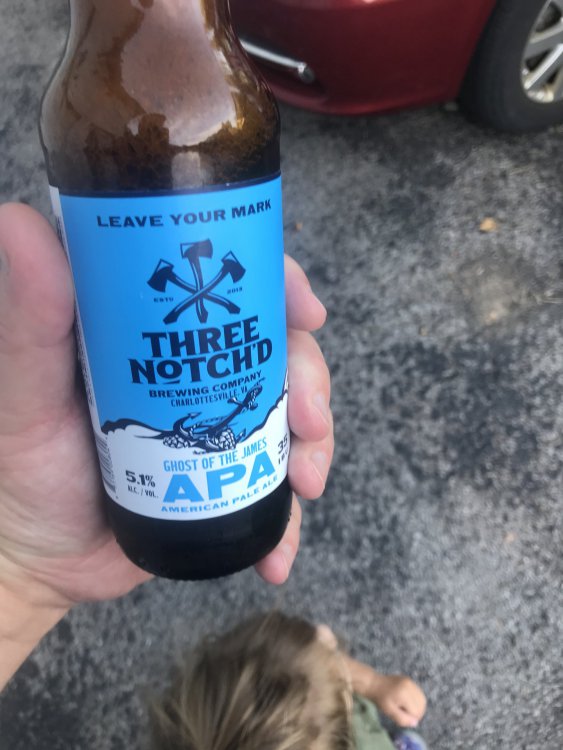 LEAVE YOUR MARK
ESTD 2013
THREE
NOTCH'D
BREWING COMPANY
CHARLOTTESVILLE, VA
GHOST OF THE JAMES
5.1%
ALC. / VOL.
APA
35
AMERICAN PALE ALE